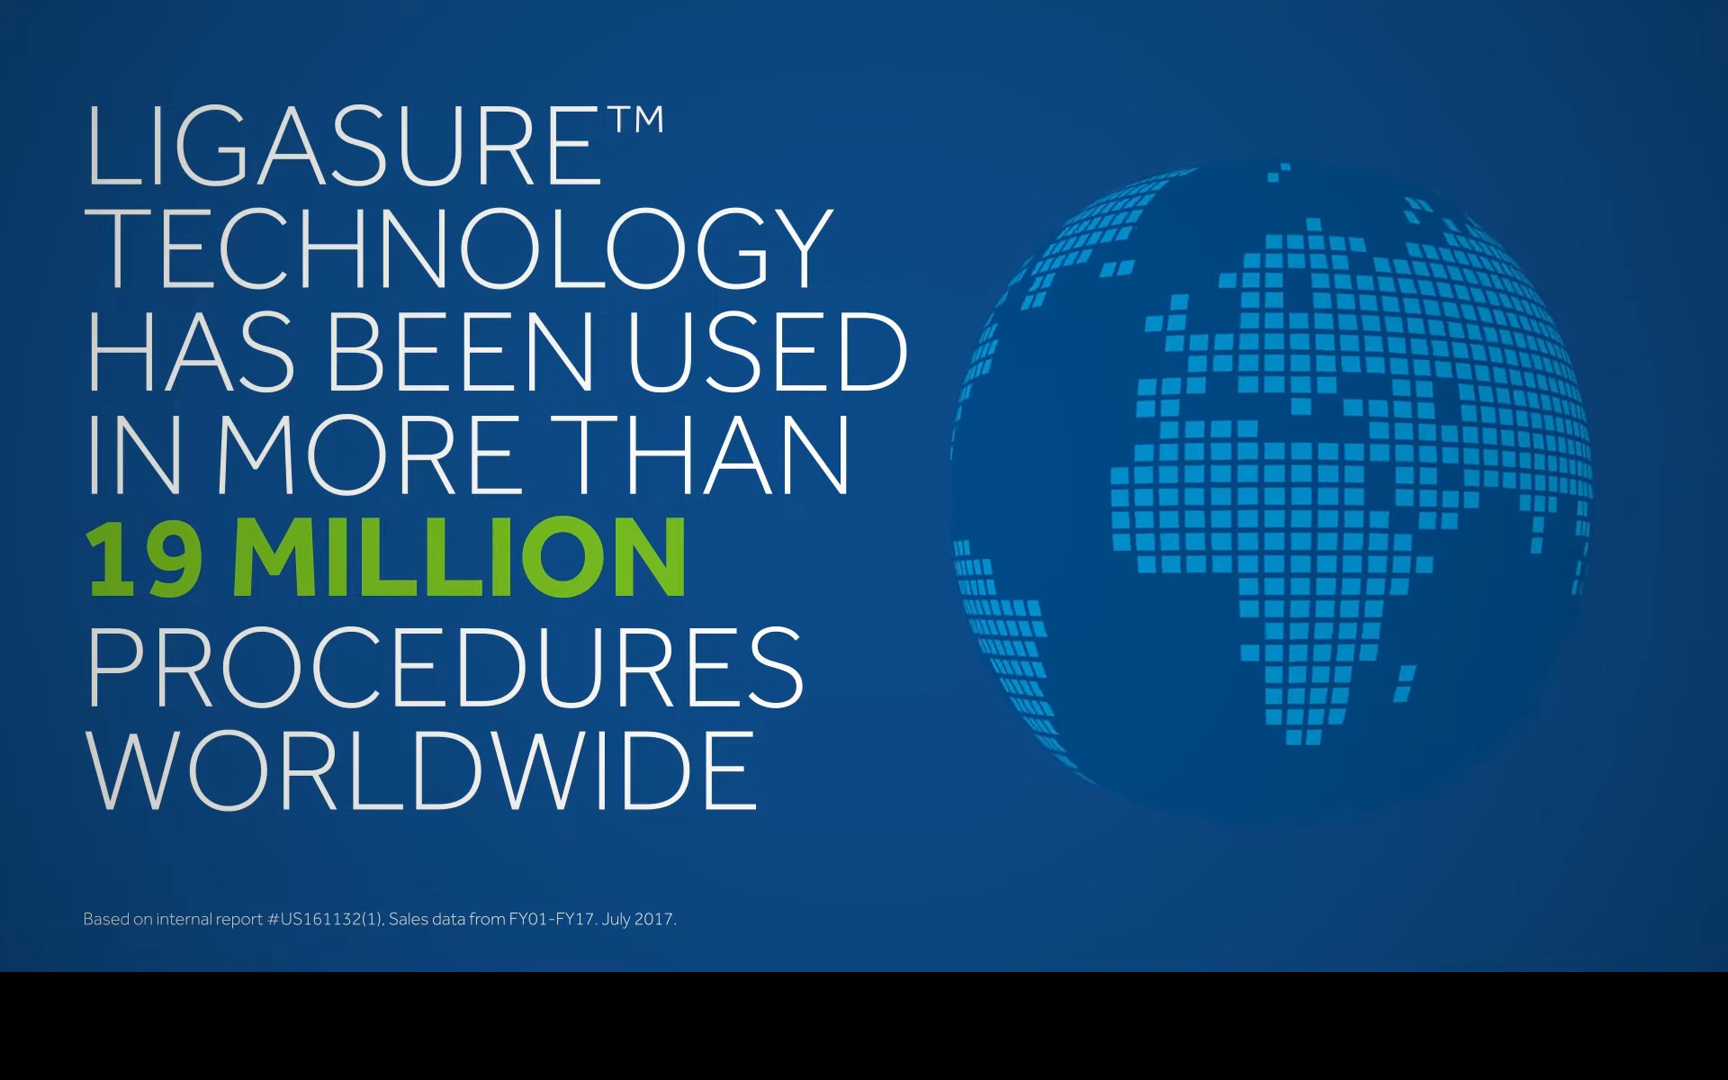 LIGASURE™
TECHNOLOGY
HAS BEEN USED
IN MORE THAN
19 MILLION
PROCEDURES
WORLDWIDE
Based on internal report #US161132(1). Sales data from FY01-FY17. July 2017.